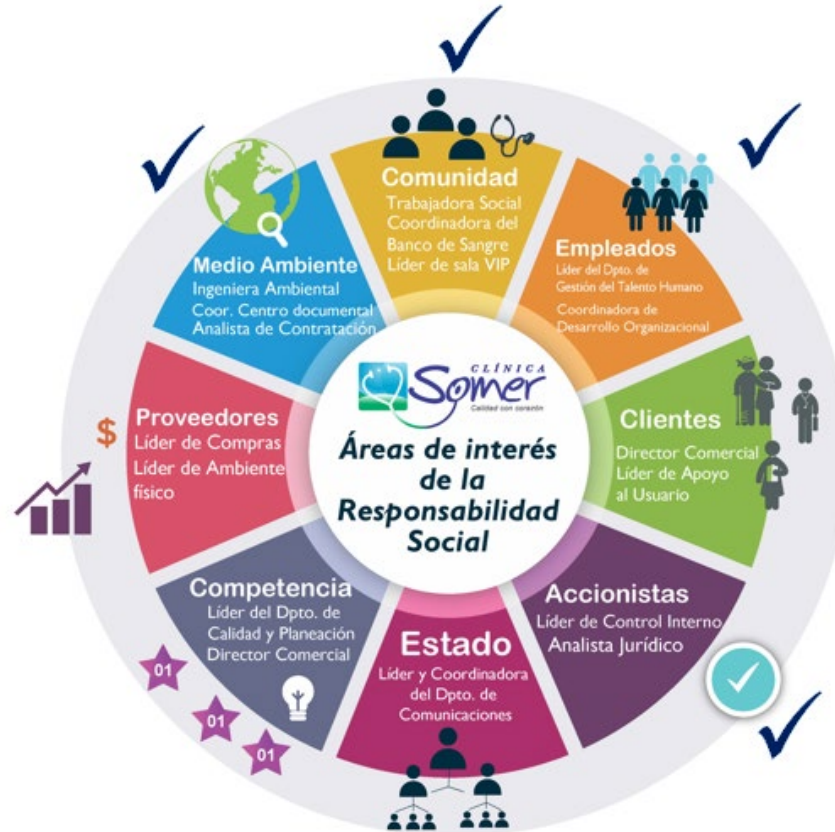 Comunidad
Trabajadora Social
Coordinadora del
Banco de Sangre
Líder de sala VIP
Empleados
Líder del Dpto. de
Gestión del Talento Humano
Coordinadora de
Desarrollo Organizacional
Clientes
Director Comercial
Líder de Apoyo
al Usuario
Accionistas
Líder de Control Interno
Analista Jurídico
Estado
Líder y Coordinadora
del Dpto. de
Comunicaciones
Competencia
Líder del Dpto. de
Calidad y Planeación
Director Comercial
01
01
01
Proveedores
Líder de Compras
Líder de Ambiente
físico
$
Medio Ambiente
Ingeniera Ambiental
Coor. Centro documental
Analista de Contratación
CLÍNICA
Somer
Calidad con corazón
Áreas de interés
de la
Responsabilidad
Social